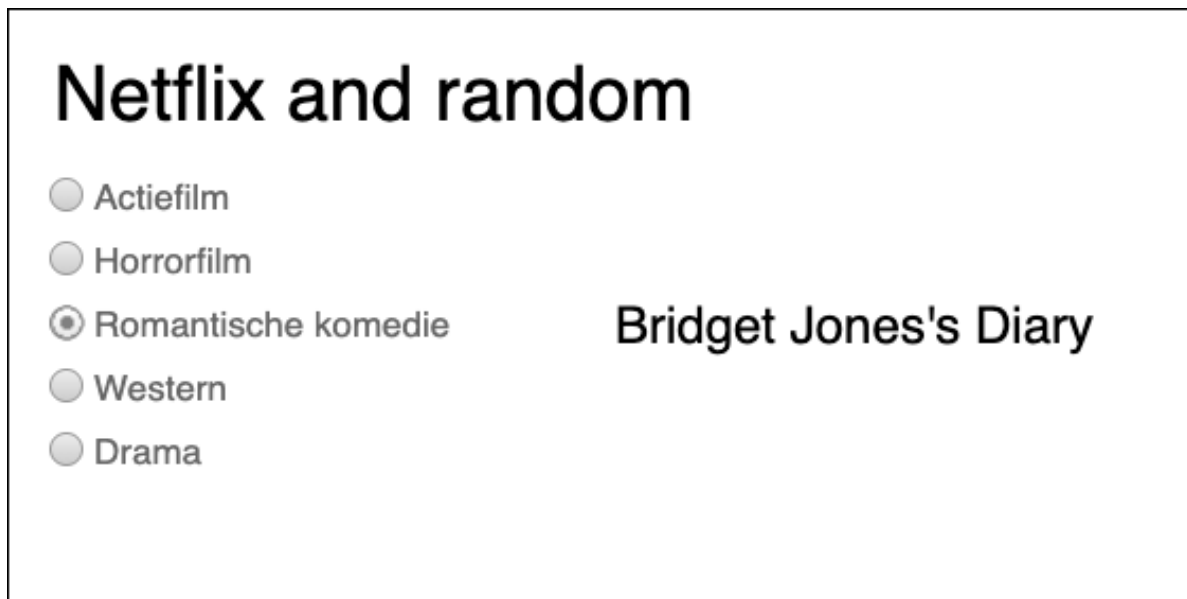 Netflix and random
Actiefilm
Horrorfilm
Romantische komedie
Bridget Jones's Diary
Western
Drama